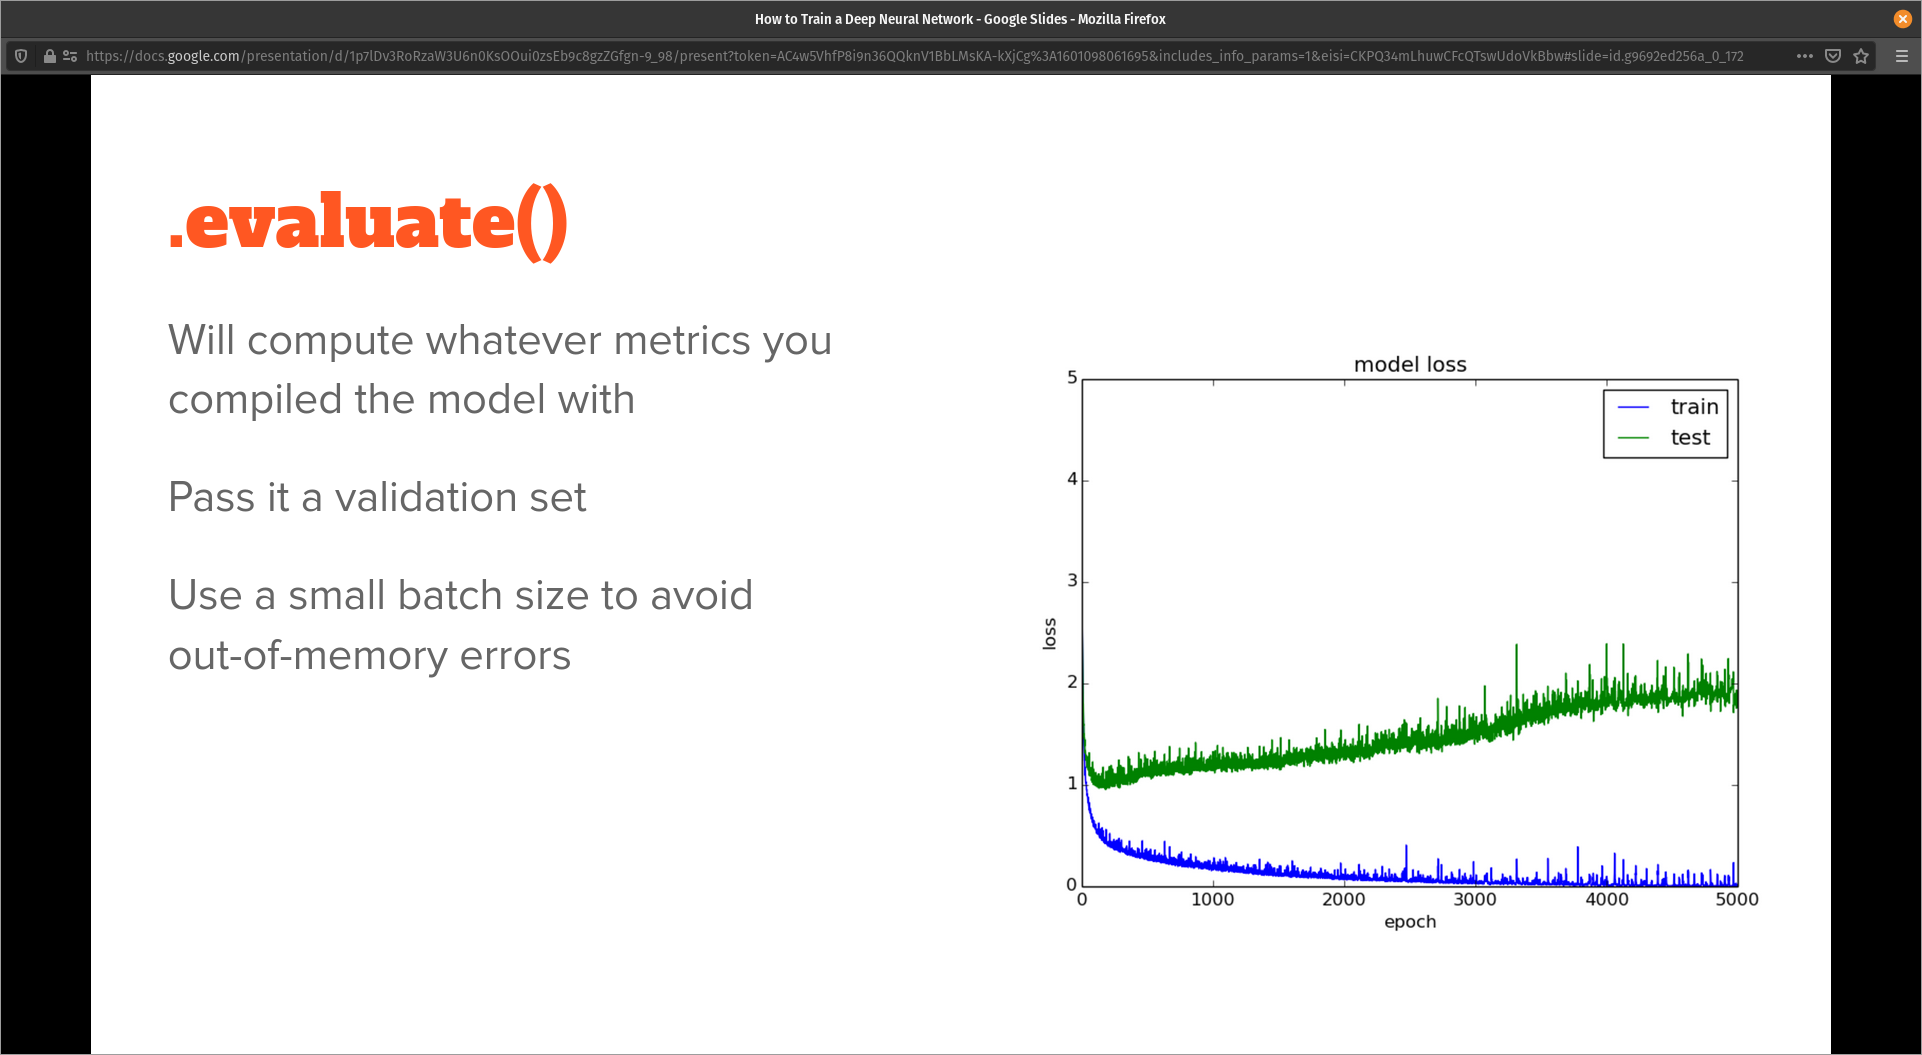 How to Train a Deep Neural Network - Google Slides - Mozilla Firefox
https://docs.google.com/presentation/d/1p7lDv3RoRzaW3U6n0KsOOui0zsEb9c8gzZGfgn-9_98/present?token=AC4w5VhfP8i9n36QQknV1BbLMsKA-kXjCg%3A1601098061695&includes_info_params=1&eisi=CKPQ34mLhuwCFcQTswUdoVkBbw#slide=id.g9692ed256a_0_172
.evaluate()
Will compute whatever metrics you
compiled the model with
Pass it a validation set
Use a small batch size to avoid
out-of-memory errors
model loss
train
test
5
4
3
2
1
0
loss
0 1000 2000 3000 4000 5000
epoch